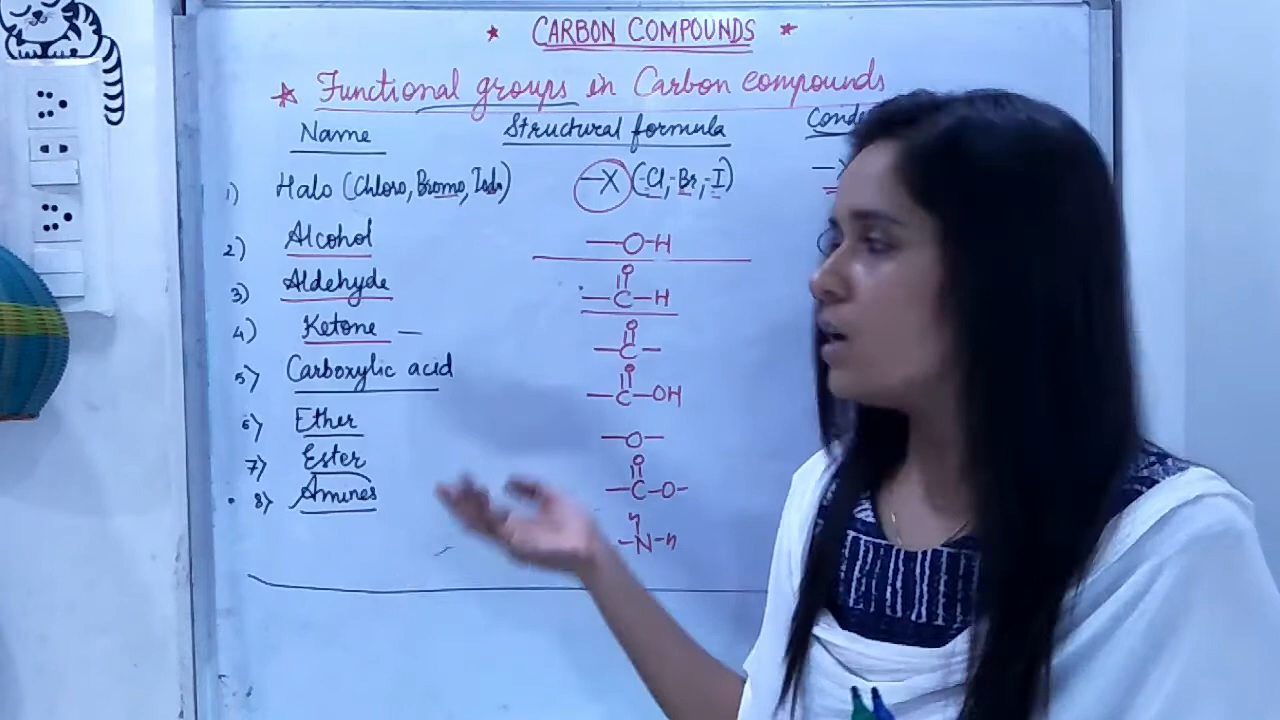 * CARBON COMPOUNDS *
* Functional groups in Carbon compounds
Name Structural formula Conde
1) Halo (Chloro, Bromo, Iodo) —X (-Cl, -Br, -I) —X
2) Alcohol —O-H
3) Aldehyde —C—H
O
4) Ketone — —C—
O
5) Carboxylic acid —C—OH
O
6) Ether —O—
7) Ester —C—O—
O
8) Amines —N—H
H